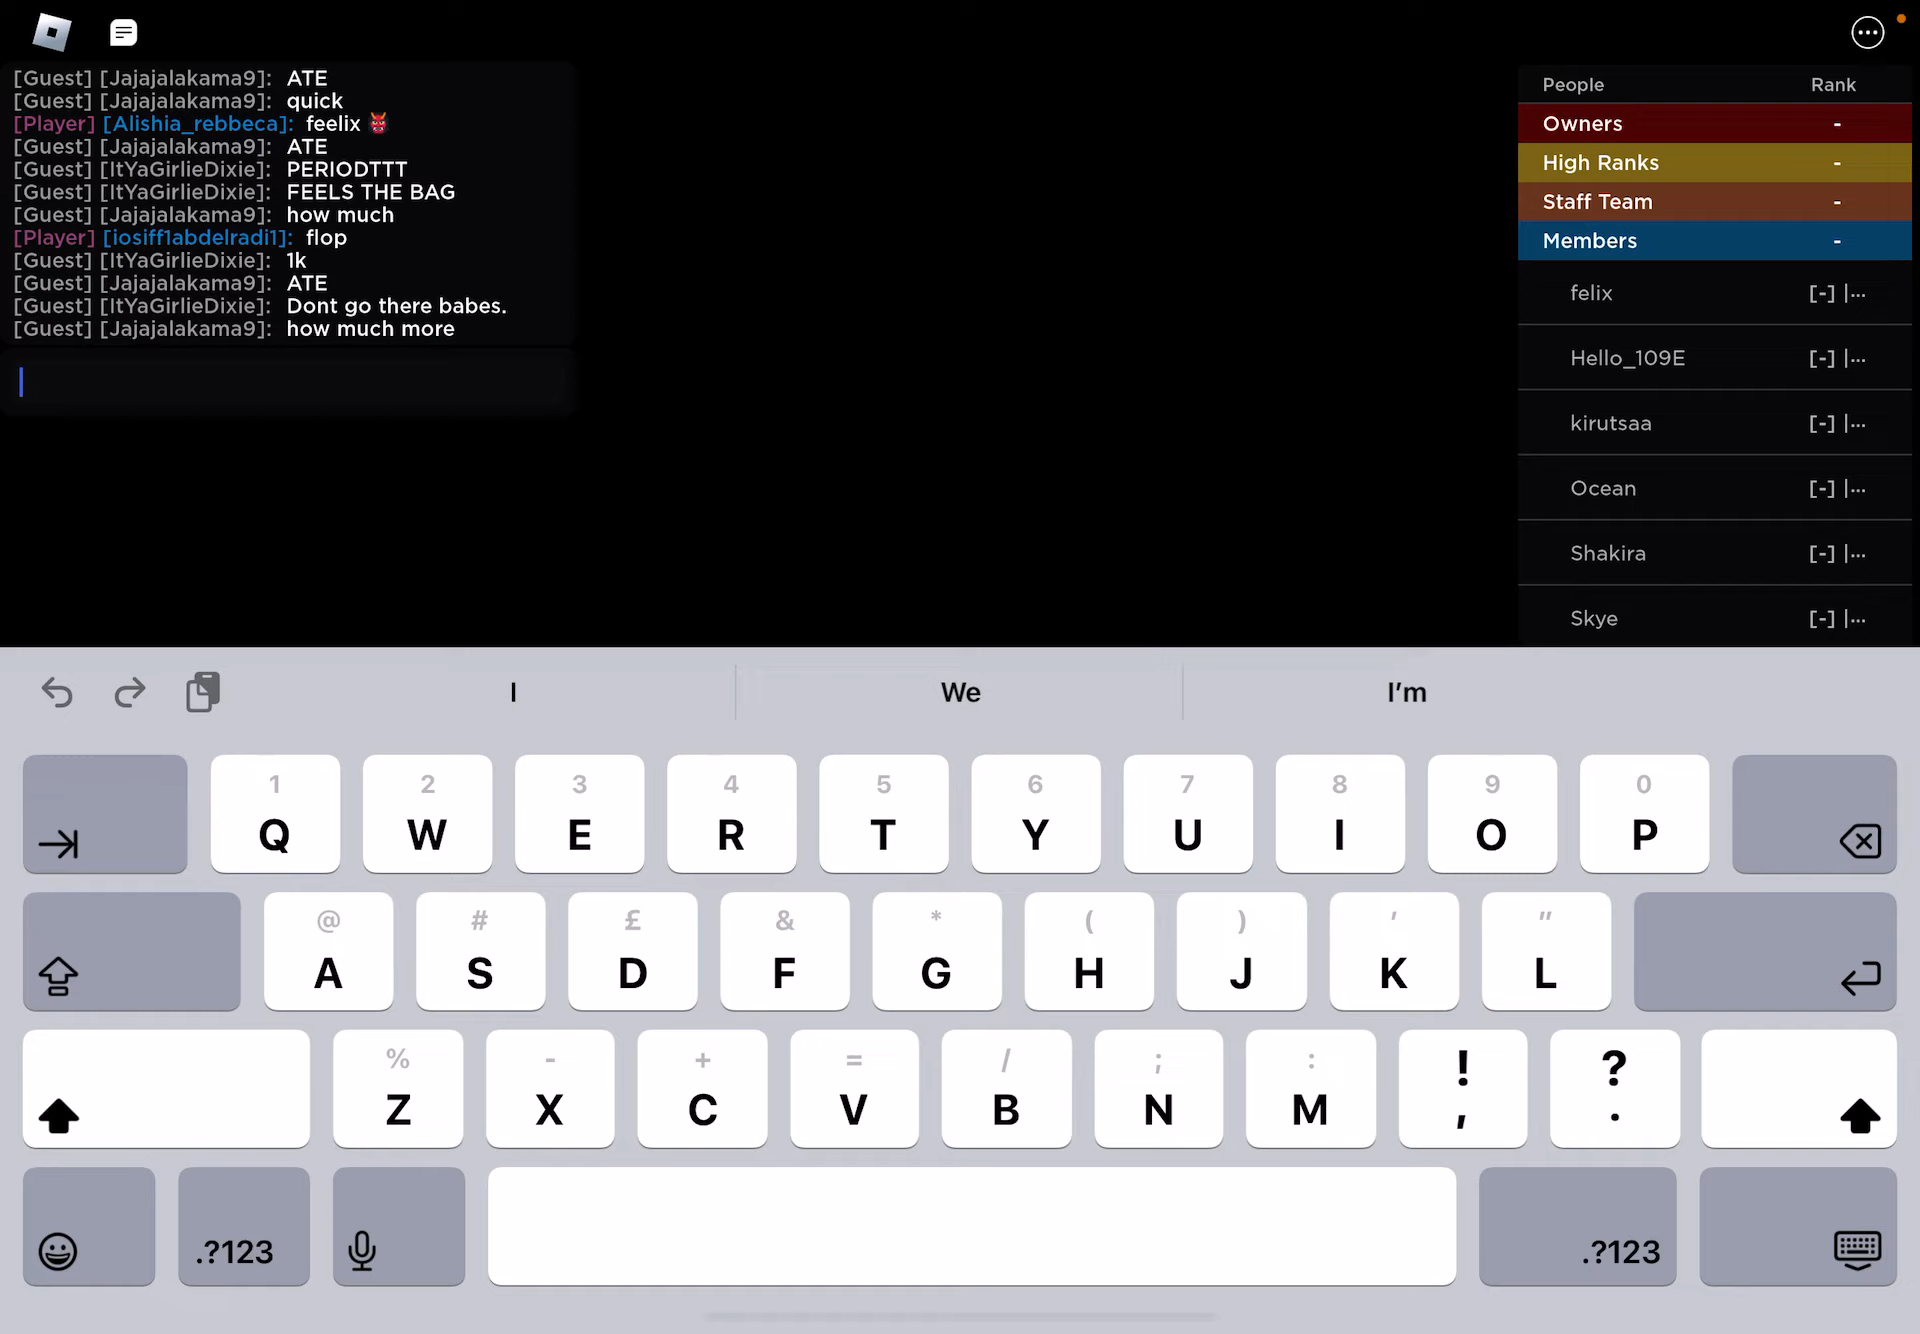 [Guest] [Jajajalakama9]: ATE
[Guest] [Jajajalakama9]: quick
[Player] [Alishia_rebbeca]: feelix 👹
[Guest] [Jajajalakama9]: ATE
[Guest] [ItYaGirlieDixie]: PERIODTTT
[Guest] [ItYaGirlieDixie]: FEELS THE BAG
[Guest] [Jajajalakama9]: how much
[Player] [iosiff1abdelradi1]: flop
[Guest] [ItYaGirlieDixie]: 1k
[Guest] [Jajajalakama9]: ATE
[Guest] [ItYaGirlieDixie]: Dont go there babes.
[Guest] [Jajajalakama9]: how much more
People Rank
Owners -
High Ranks -
Staff Team -
Members -
felix [-] |...
Hello_109E [-] |...
kirutsaa [-] |...
Ocean [-] |...
Shakira [-] |...
Skye [-] |...
I We I'm
1 2 3 4 5 6 7 8 9 0
Q W E R T Y U I O P
@ # £ & * ( ) ' "
A S D F G H J K L
% - + = / ; : ! ?
Z X C V B N M , .
.?123 .?123